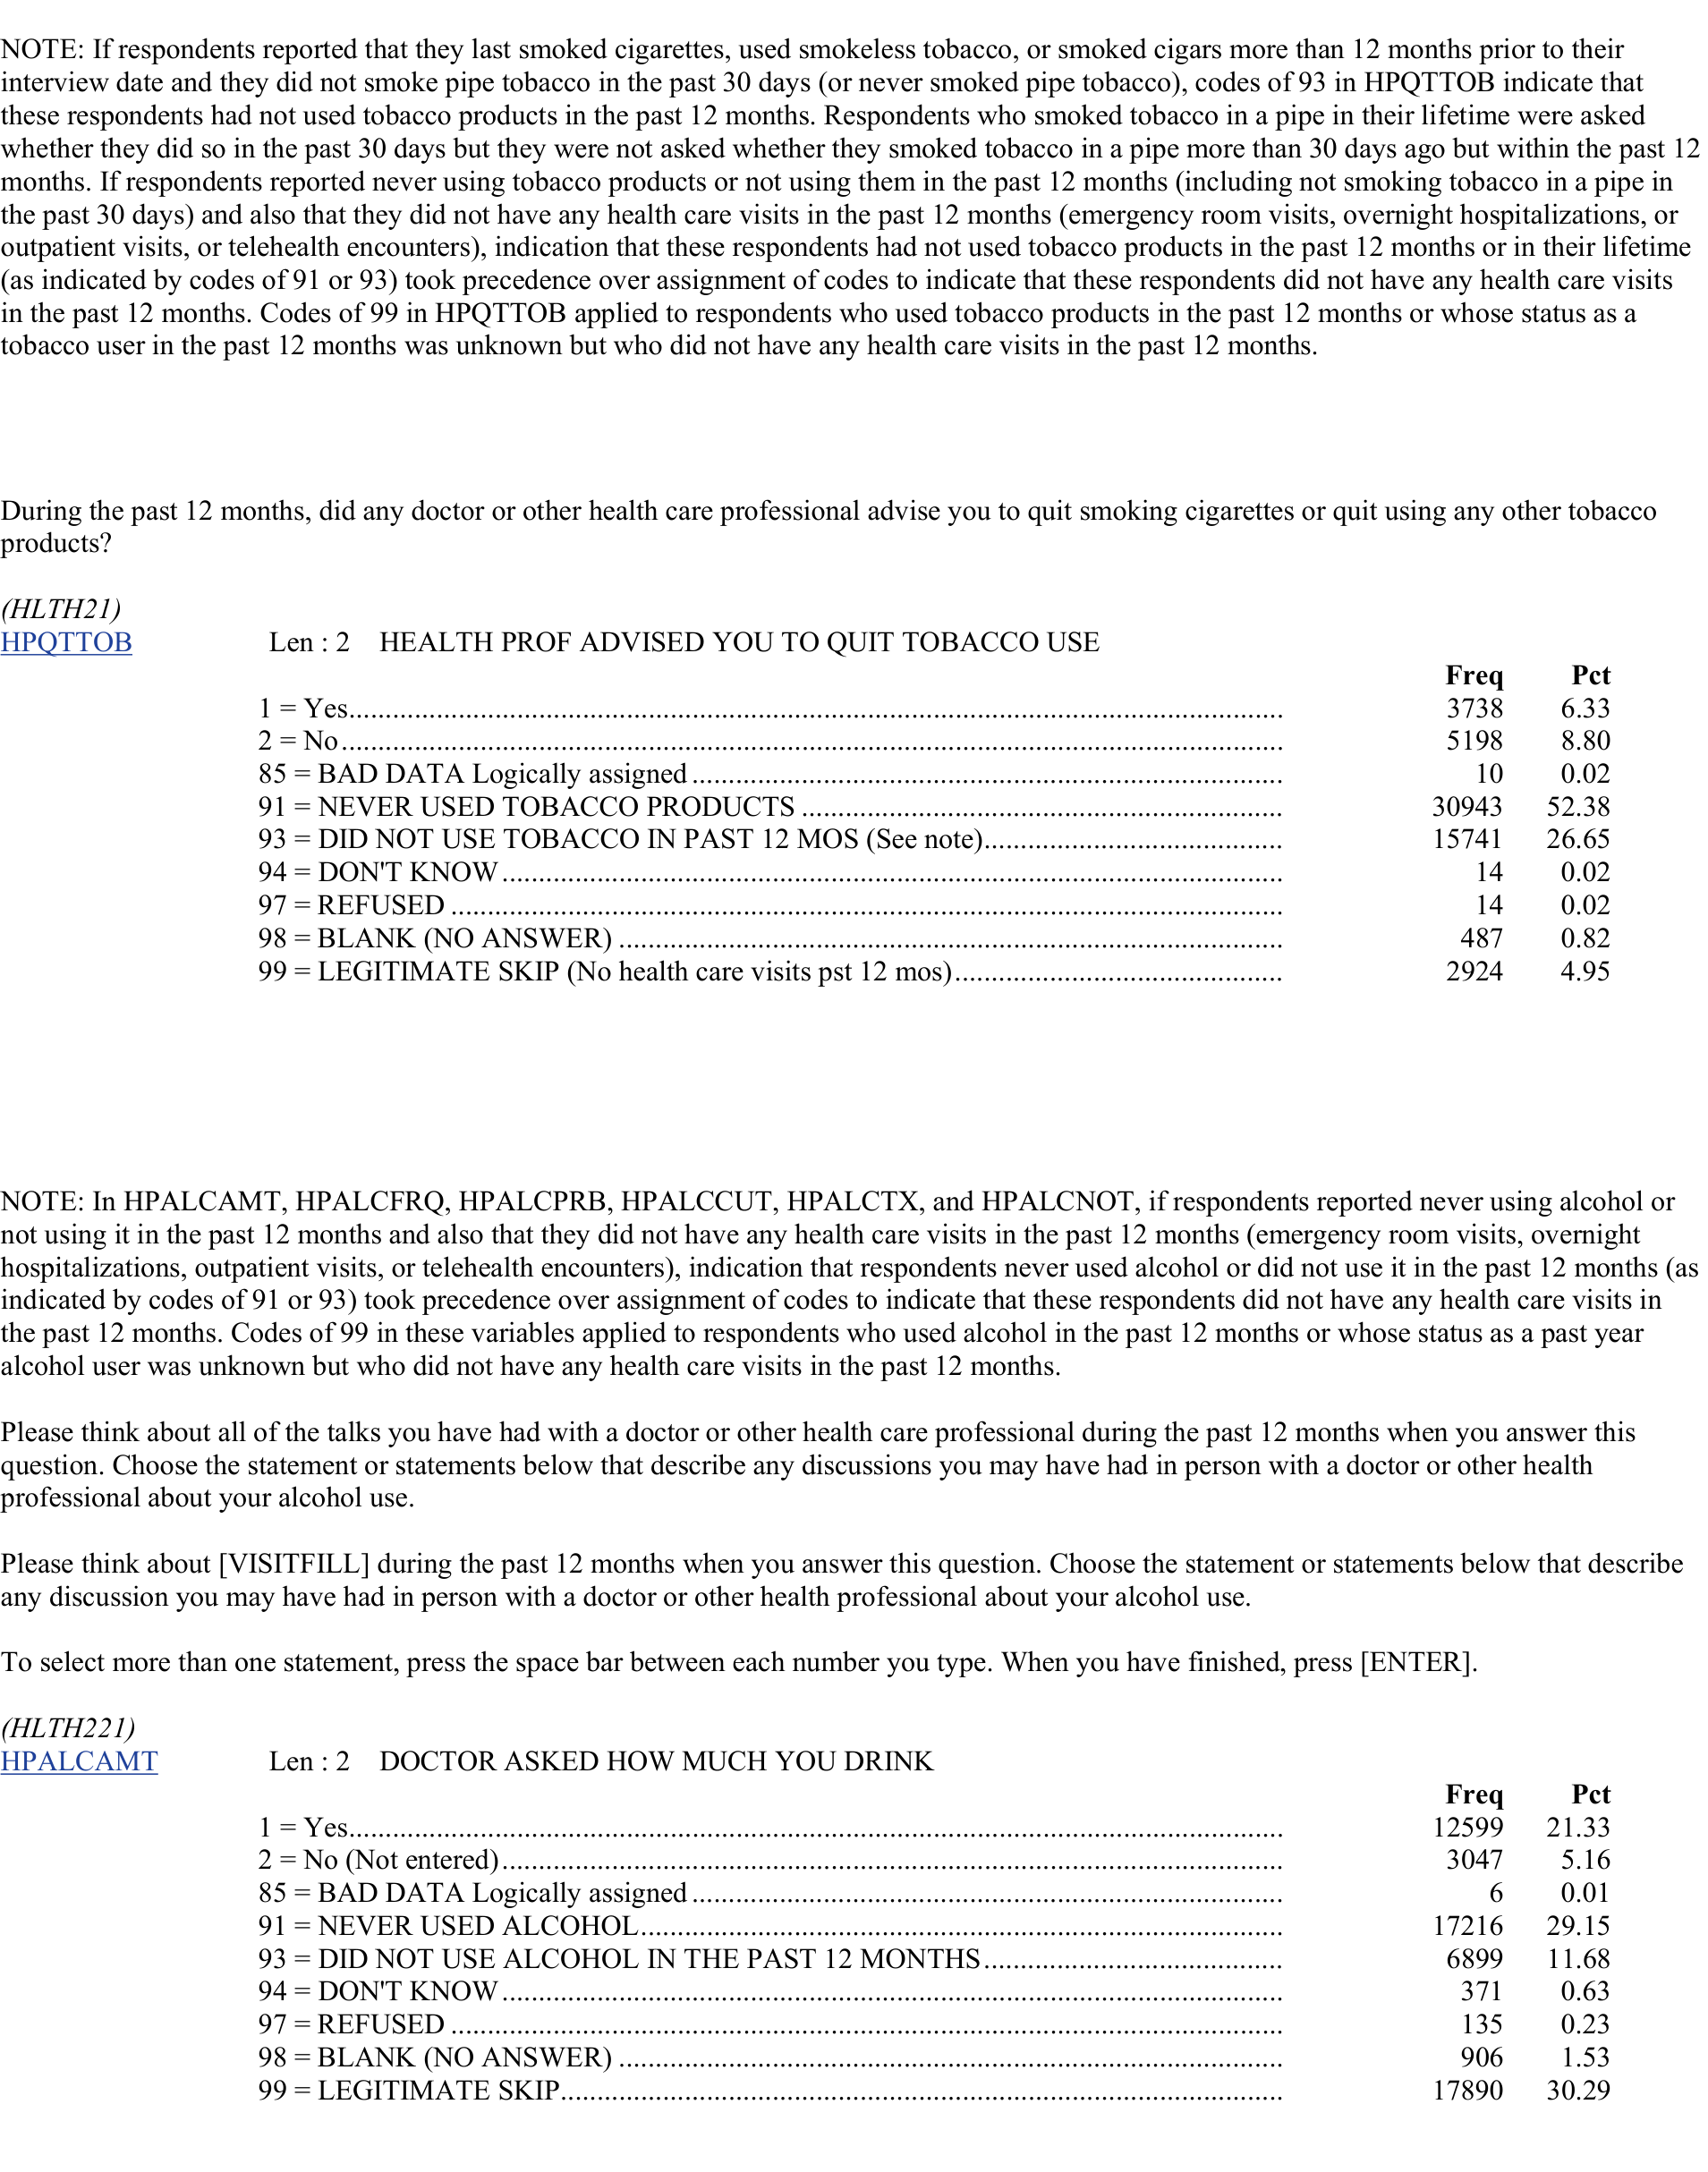 NOTE: If respondents reported that they last smoked cigarettes, used smokeless tobacco, or smoked cigars more than 12 months prior to their
interview date and they did not smoke pipe tobacco in the past 30 days (or never smoked pipe tobacco), codes of 93 in HPQTTOB indicate that
these respondents had not used tobacco products in the past 12 months. Respondents who smoked tobacco in a pipe in their lifetime were asked
whether they did so in the past 30 days but they were not asked whether they smoked tobacco in a pipe more than 30 days ago but within the past 12
months. If respondents reported never using tobacco products or not using them in the past 12 months (including not smoking tobacco in a pipe in
the past 30 days) and also that they did not have any health care visits in the past 12 months (emergency room visits, overnight hospitalizations, or
outpatient visits, or telehealth encounters), indication that these respondents had not used tobacco products in the past 12 months or in their lifetime
(as indicated by codes of 91 or 93) took precedence over assignment of codes to indicate that these respondents did not have any health care visits
in the past 12 months. Codes of 99 in HPQTTOB applied to respondents who used tobacco products in the past 12 months or whose status as a
tobacco user in the past 12 months was unknown but who did not have any health care visits in the past 12 months.
During the past 12 months, did any doctor or other health care professional advise you to quit smoking cigarettes or quit using any other tobacco
products?
(HLTH21)
HPQTTOB Len : 2 HEALTH PROF ADVISED YOU TO QUIT TOBACCO USE
Freq Pct
1 = Yes.................................................................................................................................. 3738 6.33
2 = No................................................................................................................................... 5198 8.80
85 = BAD DATA Logically assigned .................................................................................. 10 0.02
91 = NEVER USED TOBACCO PRODUCTS .................................................................. 30943 52.38
93 = DID NOT USE TOBACCO IN PAST 12 MOS (See note)......................................... 15741 26.65
94 = DON'T KNOW ............................................................................................................. 14 0.02
97 = REFUSED .................................................................................................................... 14 0.02
98 = BLANK (NO ANSWER) ............................................................................................ 487 0.82
99 = LEGITIMATE SKIP (No health care visits pst 12 mos)............................................. 2924 4.95
NOTE: In HPALCAMT, HPALCFRQ, HPALCPRB, HPALCCUT, HPALCTX, and HPALCNOT, if respondents reported never using alcohol or
not using it in the past 12 months and also that they did not have any health care visits in the past 12 months (emergency room visits, overnight
hospitalizations, outpatient visits, or telehealth encounters), indication that respondents never used alcohol or did not use it in the past 12 months (as
indicated by codes of 91 or 93) took precedence over assignment of codes to indicate that these respondents did not have any health care visits in
the past 12 months. Codes of 99 in these variables applied to respondents who used alcohol in the past 12 months or whose status as a past year
alcohol user was unknown but who did not have any health care visits in the past 12 months.
Please think about all of the talks you have had with a doctor or other health care professional during the past 12 months when you answer this
question. Choose the statement or statements below that describe any discussions you may have had in person with a doctor or other health
professional about your alcohol use.
Please think about [VISITFILL] during the past 12 months when you answer this question. Choose the statement or statements below that describe
any discussion you may have had in person with a doctor or other health professional about your alcohol use.
To select more than one statement, press the space bar between each number you type. When you have finished, press [ENTER].
(HLTH221)
HPALCAMT Len : 2 DOCTOR ASKED HOW MUCH YOU DRINK
Freq Pct
1 = Yes.................................................................................................................................. 12599 21.33
2 = No (Not entered)............................................................................................................. 3047 5.16
85 = BAD DATA Logically assigned .................................................................................. 6 0.01
91 = NEVER USED ALCOHOL.......................................................................................... 17216 29.15
93 = DID NOT USE ALCOHOL IN THE PAST 12 MONTHS......................................... 6899 11.68
94 = DON'T KNOW ............................................................................................................. 371 0.63
97 = REFUSED .................................................................................................................... 135 0.23
98 = BLANK (NO ANSWER) ............................................................................................ 906 1.53
99 = LEGITIMATE SKIP..................................................................................................... 17890 30.29